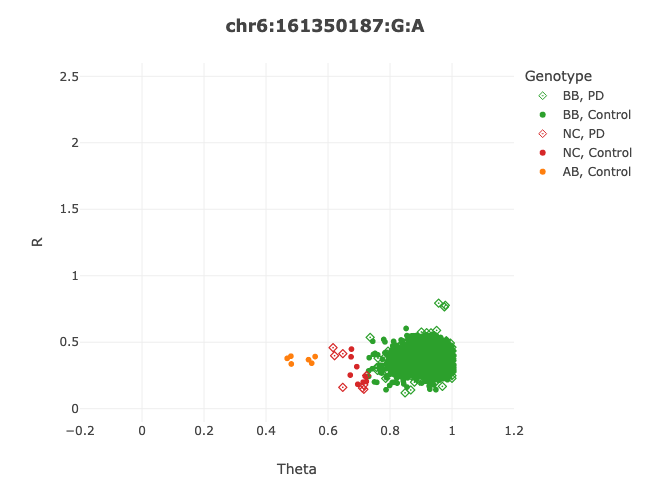 chr6:161350187:G:A
Genotype
BB, PD
BB, Control
NC, PD
NC, Control
AB, Control
2.5
2
1.5
1
0.5
0
R
−0.2 0 0.2 0.4 0.6 0.8 1 1.2
Theta